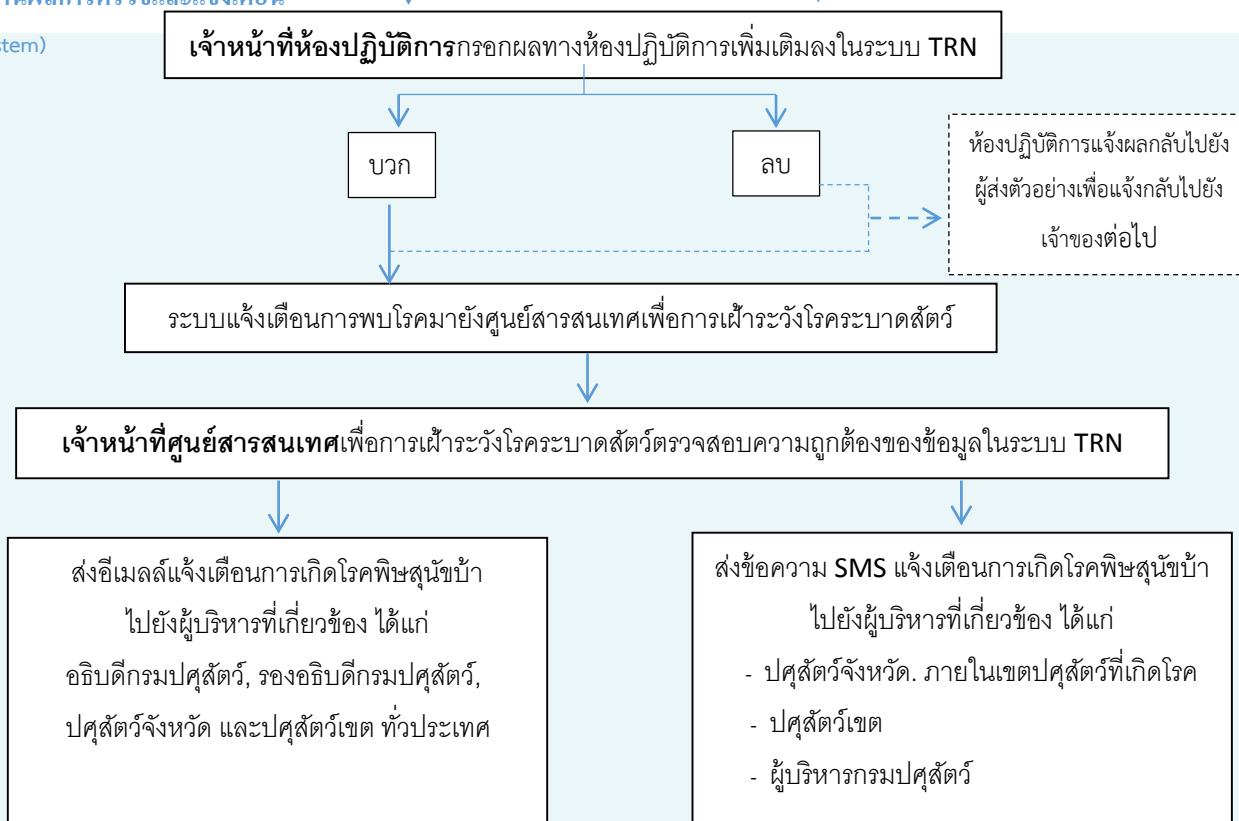 stem)
เจ้าหน้าที่ห้องปฏิบัติการกรอกผลทางห้องปฏิบัติการเพิ่มเติมลงในระบบ TRN
บวก
ลบ
ห้องปฏิบัติการแจ้งผลกลับไปยัง
ผู้ส่งตัวอย่างเพื่อแจ้งกลับไปยัง
เจ้าของต่อไป
ระบบแจ้งเตือนการพบโรคมายังศูนย์สารสนเทศเพื่อการเฝ้าระวังโรคระบาดสัตว์
เจ้าหน้าที่ศูนย์สารสนเทศเพื่อการเฝ้าระวังโรคระบาดสัตว์ตรวจสอบความถูกต้องของข้อมูลในระบบ TRN
ส่งอีเมลล์แจ้งเตือนการเกิดโรคพิษสุนัขบ้า
ไปยังผู้บริหารที่เกี่ยวข้อง ได้แก่
อธิบดีกรมปศุสัตว์, รองอธิบดีกรมปศุสัตว์,
ปศุสัตว์จังหวัด และปศุสัตว์เขต ทั่วประเทศ
ส่งข้อความ SMS แจ้งเตือนการเกิดโรคพิษสุนัขบ้า
ไปยังผู้บริหารที่เกี่ยวข้อง ได้แก่
- ปศุสัตว์จังหวัด. ภายในเขตปศุสัตว์ที่เกิดโรค
- ปศุสัตว์เขต
- ผู้บริหารกรมปศุสัตว์